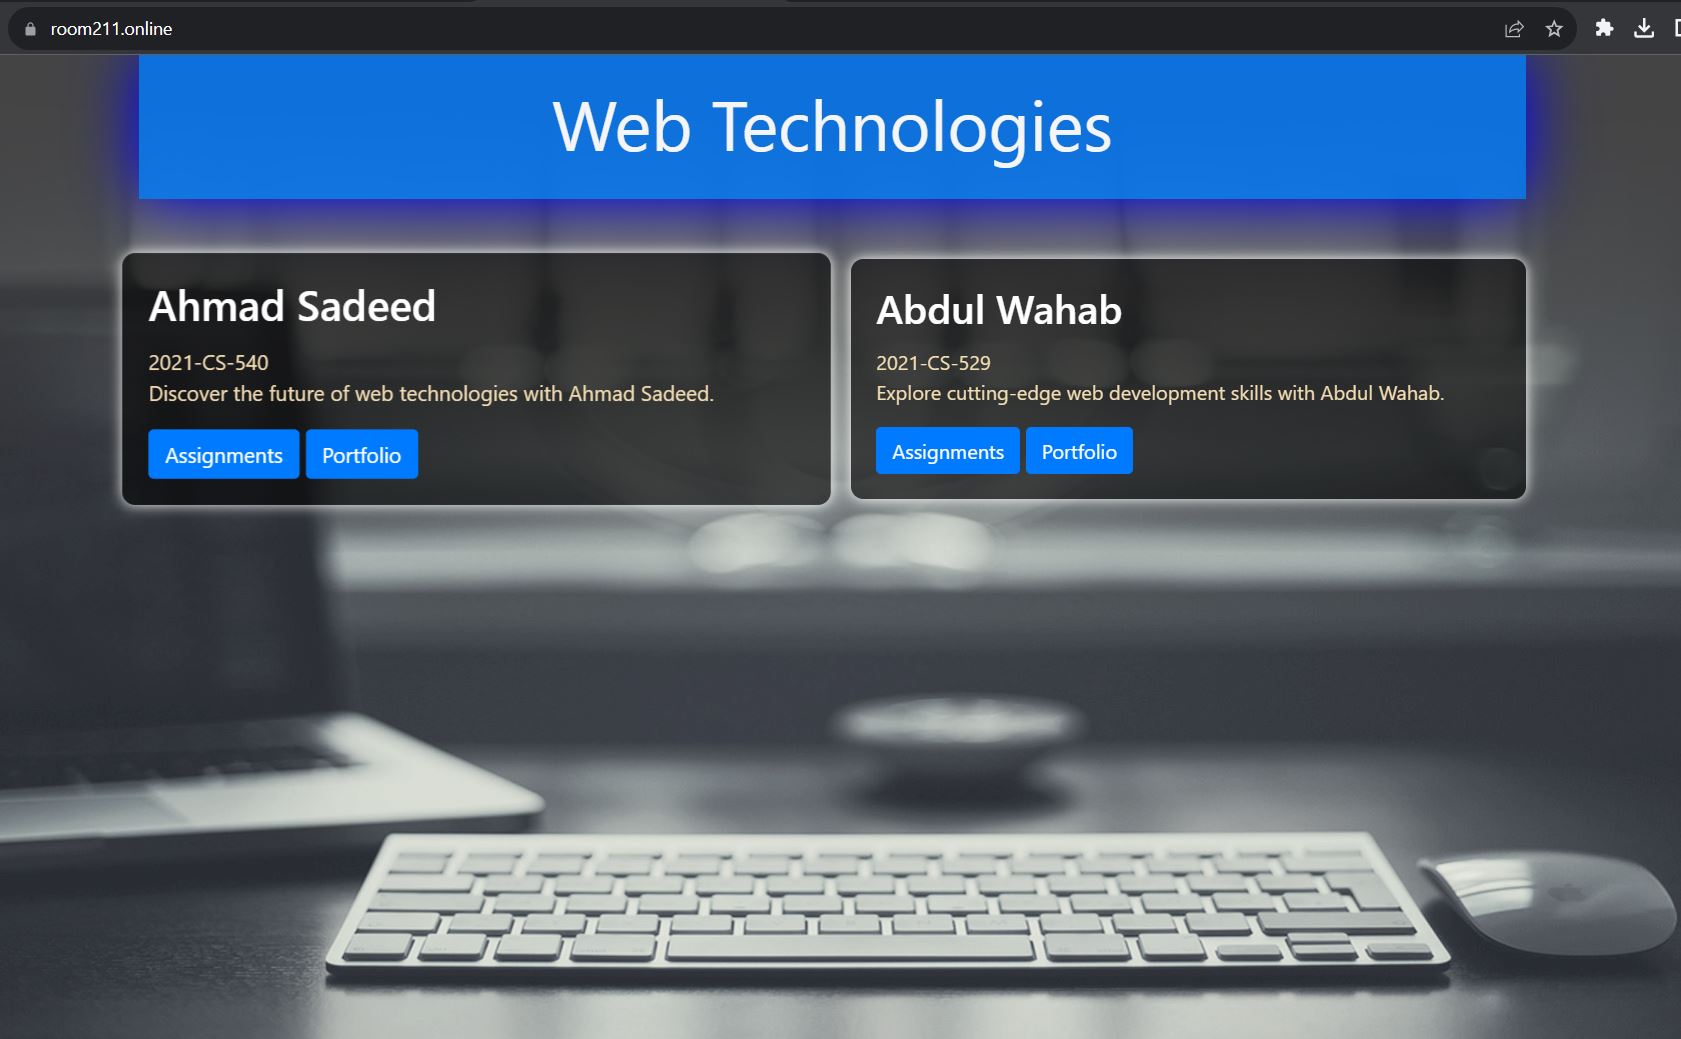 room211.online
Web Technologies
Ahmad Sadeed
2021-CS-540
Discover the future of web technologies with Ahmad Sadeed.
Assignments Portfolio
Abdul Wahab
2021-CS-529
Explore cutting-edge web development skills with Abdul Wahab.
Assignments Portfolio